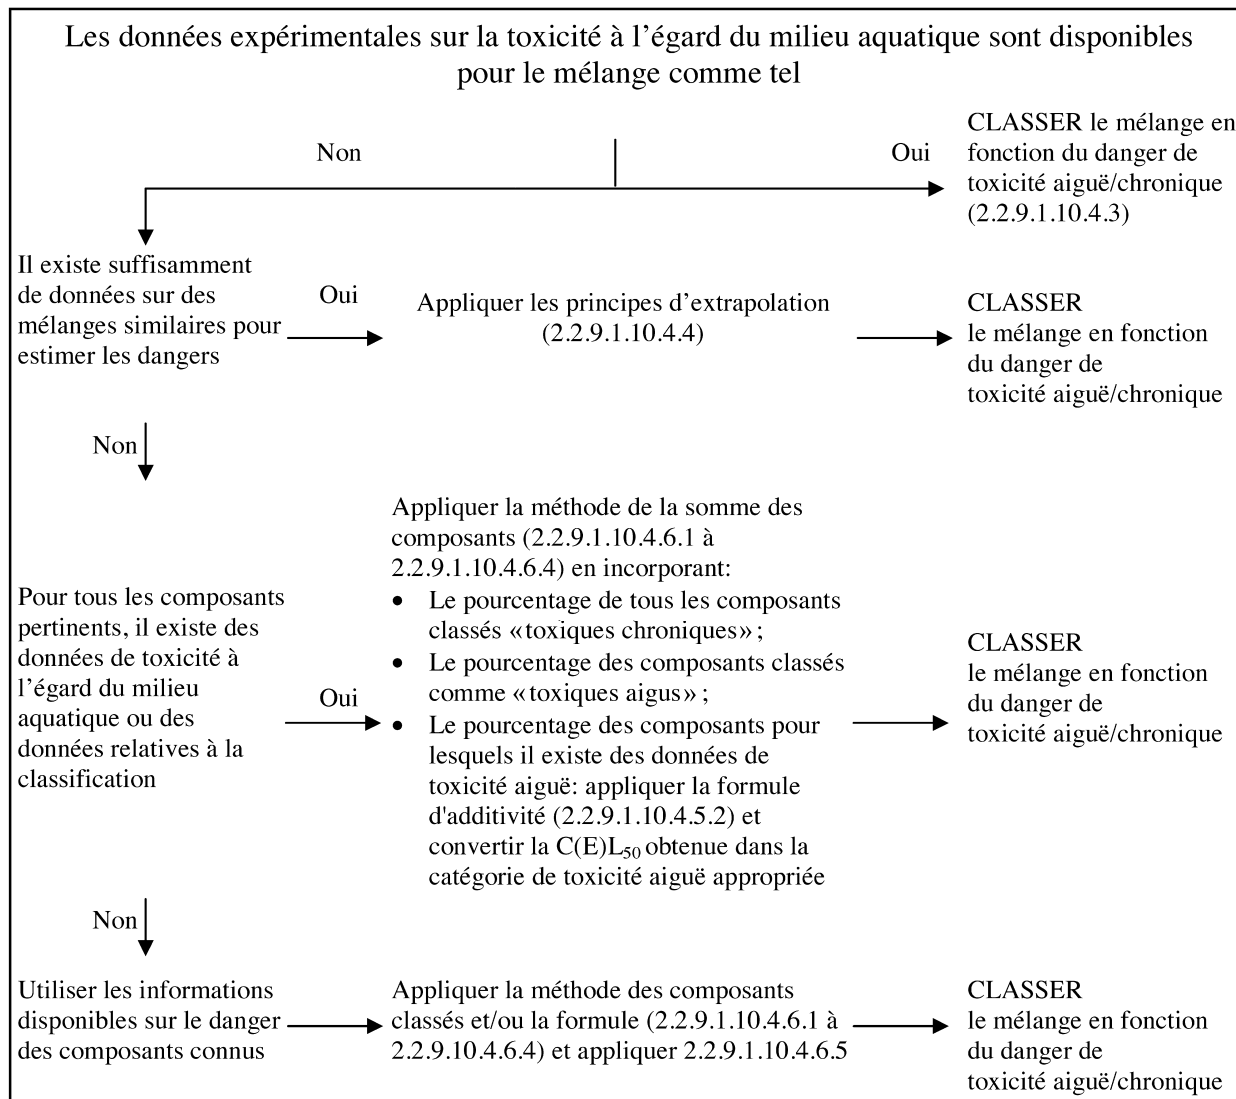 Les données expérimentales sur la toxicité à l'égard du milieu aquatique sont disponibles
pour le mélange comme tel
Non
Oui
CLASSER le mélange en
fonction du danger de
toxicité aiguë/chronique
(2.2.9.1.10.4.3)
Il existe suffisamment
de données sur des
mélanges similaires pour
estimer les dangers
Oui
Appliquer les principes d'extrapolation
(2.2.9.1.10.4.4)
CLASSER
le mélange en fonction
du danger de
toxicité aiguë/chronique
Non
Pour tous les composants
pertinents, il existe des
données de toxicité à
l'égard du milieu
aquatique ou des
données relatives à la
classification
Oui
Appliquer la méthode de la somme des
composants (2.2.9.1.10.4.6.1 à
2.2.9.1.10.4.6.4) en incorporant:
• Le pourcentage de tous les composants
classés «toxiques chroniques»;
• Le pourcentage des composants classés
comme «toxiques aigus»;
• Le pourcentage des composants pour
lesquels il existe des données de
toxicité aiguë: appliquer la formule
d'additivité (2.2.9.1.10.4.5.2) et
convertir la C(E)L50 obtenue dans la
catégorie de toxicité aiguë appropriée
CLASSER
le mélange en fonction
du danger de
toxicité aiguë/chronique
Non
Utiliser les informations
disponibles sur le danger
des composants connus
Appliquer la méthode des composants
classés et/ou la formule (2.2.9.1.10.4.6.1 à
2.2.9.10.4.6.4) et appliquer 2.2.9.1.10.4.6.5
CLASSER
le mélange en fonction
du danger de
toxicité aiguë/chronique